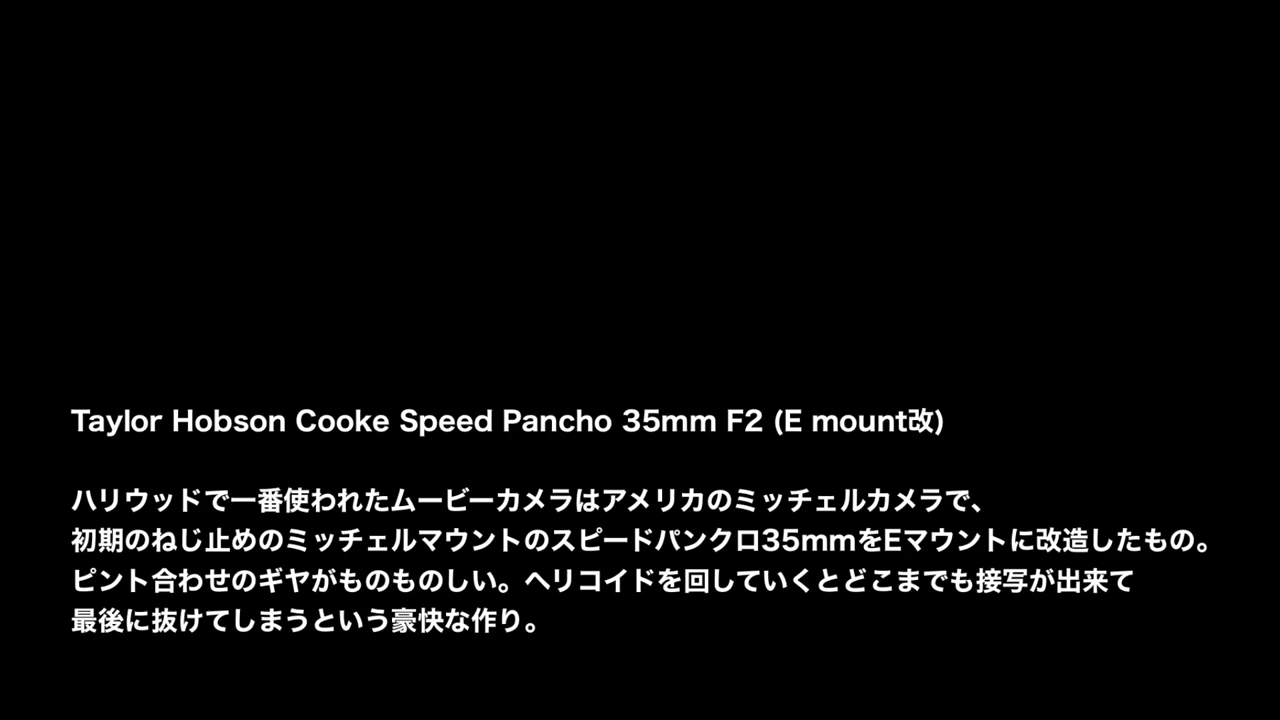 Taylor Hobson Cooke Speed Pancho 35mm F2 (E mount改)
ハリウッドで一番使われたムービーカメラはアメリカのミッチェルカメラで、
初期のねじ止めのミッチェルマウントのスピードパンクロ35mmをEマウントに改造したもの。
ピント合わせのギヤがものものしい。ヘリコイドを回していくとどこまでも接写が出来て
最後に抜けてしまうという豪快な作り。